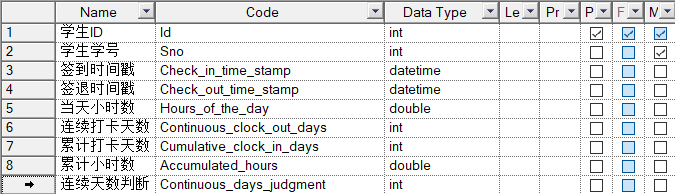 Name Code Data Type Le Pr P F M
1 学生ID Id int
2 学生学号 Sno int
3 签到时间戳 Check_in_time_stamp datetime
4 签退时间戳 Check_out_time_stamp datetime
5 当天小时数 Hours_of_the_day double
6 连续打卡天数 Continuous_clock_out_days int
7 累计打卡天数 Cumulative_clock_in_days int
8 累计小时数 Accumulated_hours double
连续天数判断 Continuous_days_judgment int